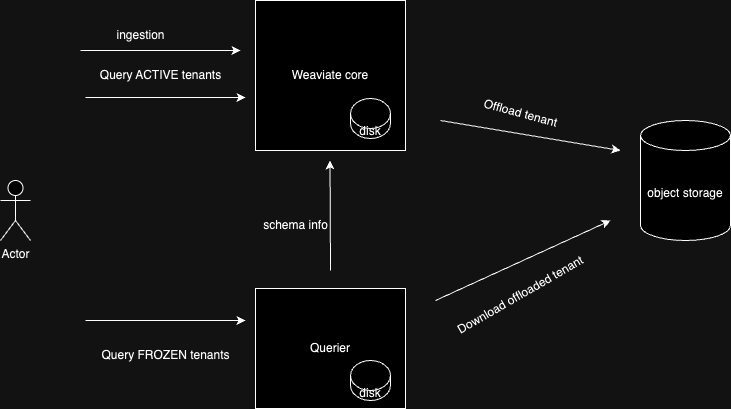 ingestion
Query ACTIVE tenants
Weaviate core
disk
Offload tenant
object storage
Actor
schema info
Download offloaded tenant
Query FROZEN tenants
Querier
disk